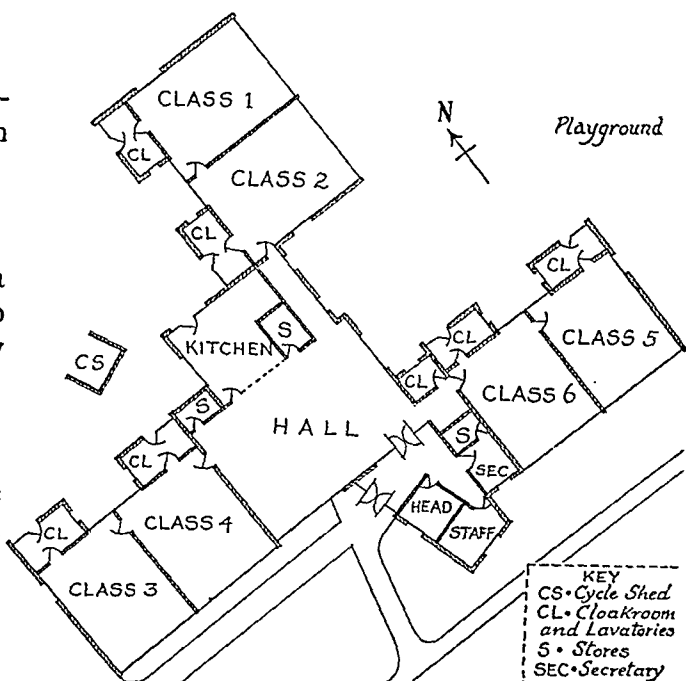 CLASS 1
CL
CLASS 2
CL
N
Playground
CL
CLASS 5
CL
CL
CLASS 6
S
KITCHEN
CS
S
HALL
S
SEC
CL
HEAD
STAFF
CLASS 4
CL
CLASS 3
KEY
CS • Cycle Shed
CL • Cloakroom
and Lavatories
S • Stores
SEC • Secretary